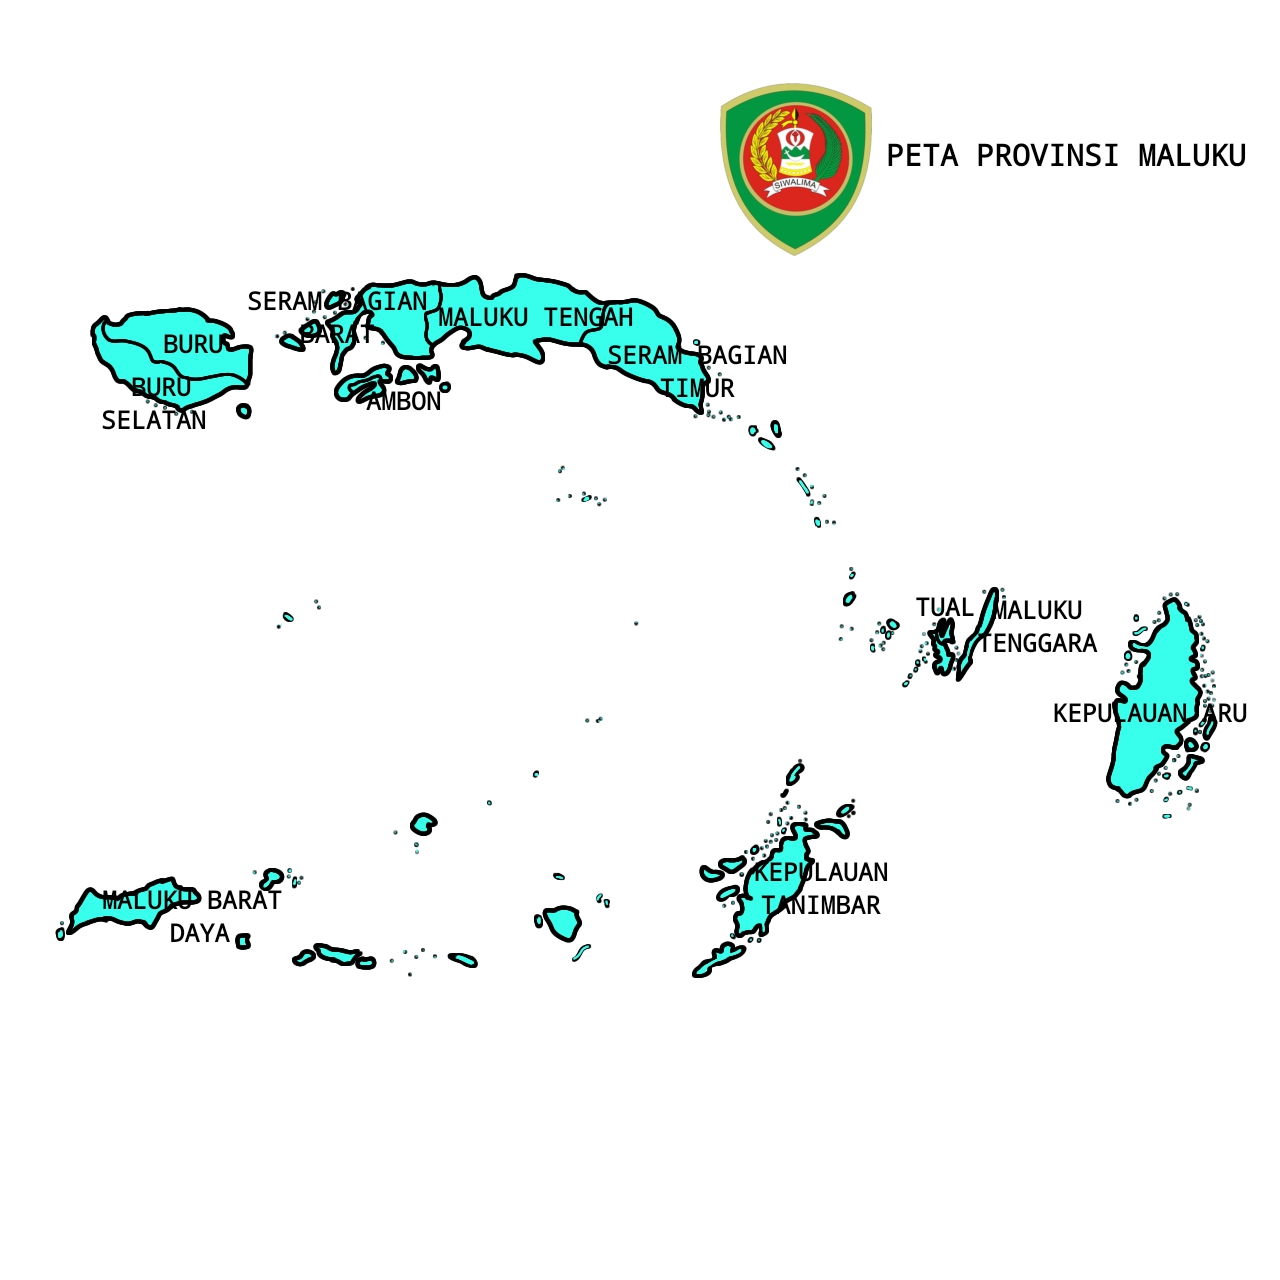 PETA PROVINSI MALUKU
SIWALIMA
SERAM BAGIAN
BARAT
MALUKU TENGAH
BURU
SERAM BAGIAN
TIMUR
BURU
SELATAN
AMBON
TUAL
MALUKU
TENGGARA
KEPULAUAN ARU
KEPULAUAN
TANIMBAR
MALUKU BARAT
DAYA